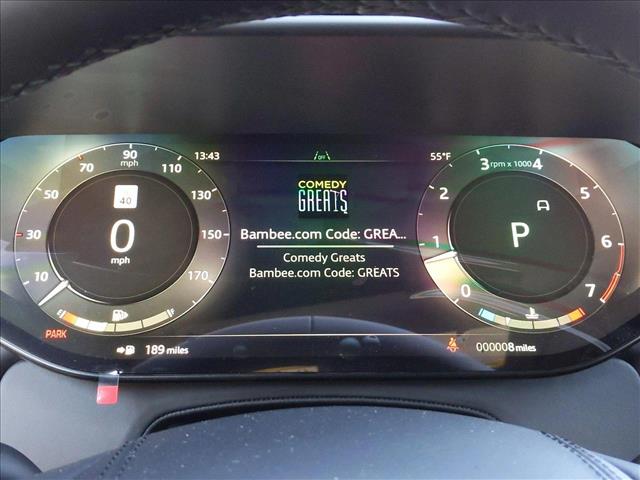 90
mph
70
110
50
130
30
150
10
170
40
0
mph
PARK
189 miles
13:43
OFF
55°F
COMEDY
GREATS
Bambee.com Code: GREA...
Comedy Greats
Bambee.com Code: GREATS
3 rpm x 1000 4
2
5
1
6
0
7
P
000008 miles